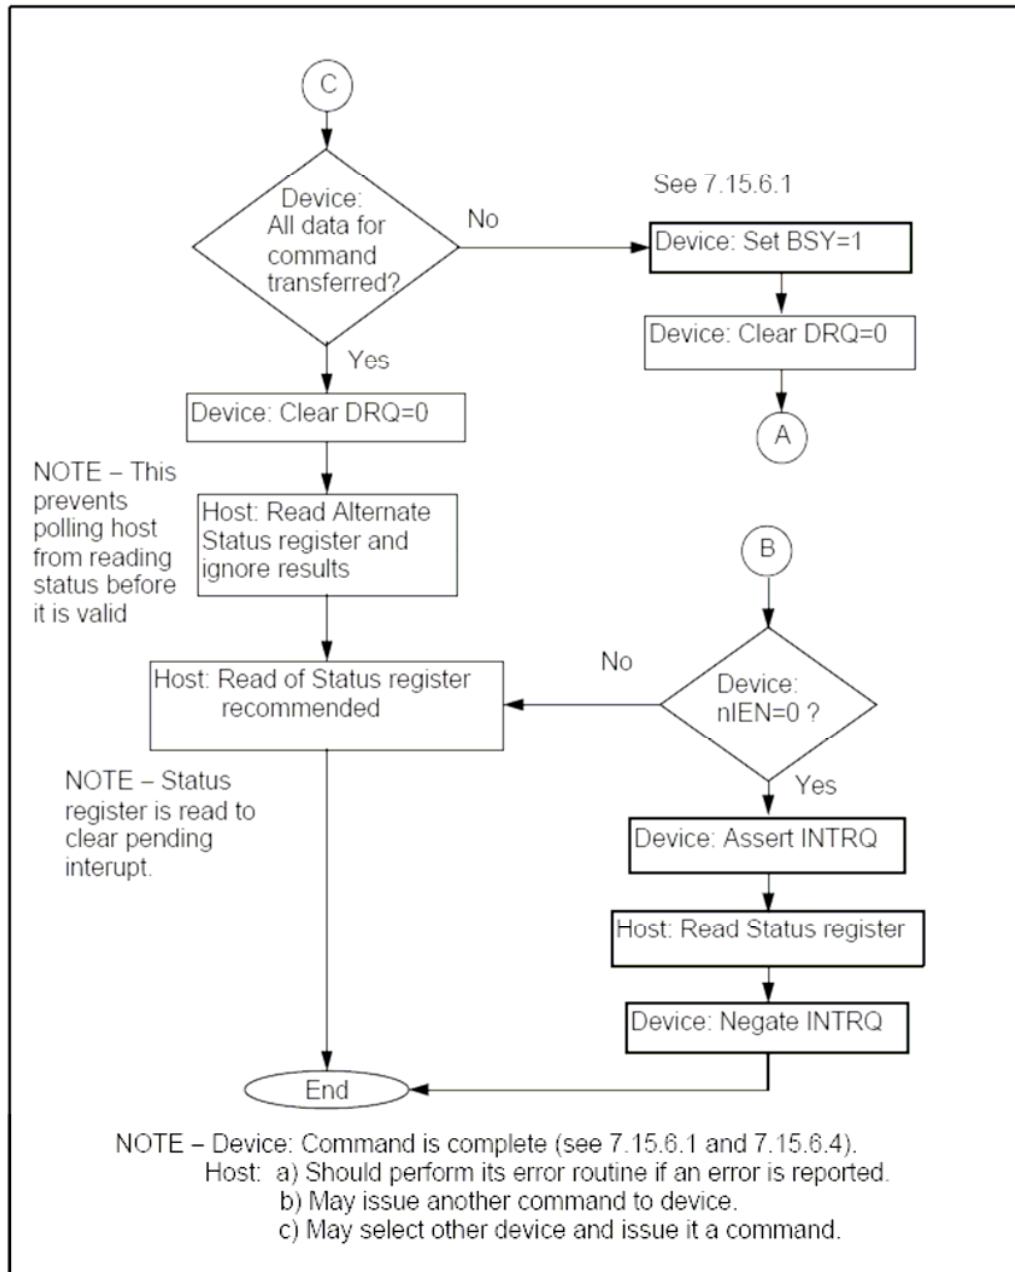 C
Device:
All data for
command
transferred?
No
Yes
See 7.15.6.1
Device: Set BSY=1
Device: Clear DRQ=0
A
Device: Clear DRQ=0
NOTE – This
prevents
polling host
from reading
status before
it is valid
Host: Read Alternate
Status register and
ignore results
B
Device:
nIEN=0 ?
No
Yes
Host: Read of Status register
recommended
NOTE – Status
register is read to
clear pending
interupt.
Device: Assert INTRQ
Host: Read Status register
Device: Negate INTRQ
End
NOTE – Device: Command is complete (see 7.15.6.1 and 7.15.6.4).
Host: a) Should perform its error routine if an error is reported.
b) May issue another command to device.
c) May select other device and issue it a command.